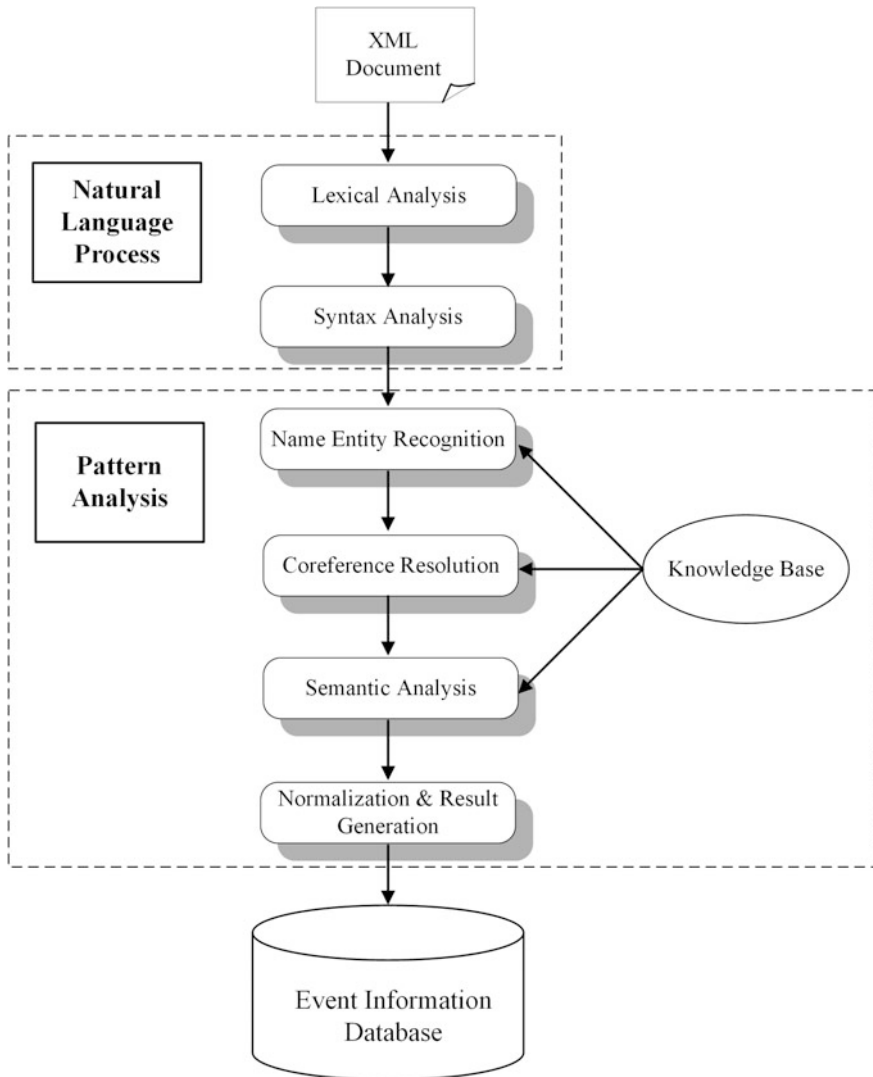 XML
Document
Natural
Language
Process
Lexical Analysis
Syntax Analysis
Pattern
Analysis
Name Entity Recognition
Coreference Resolution
Knowledge Base
Semantic Analysis
Normalization & Result
Generation
Event Information
Database